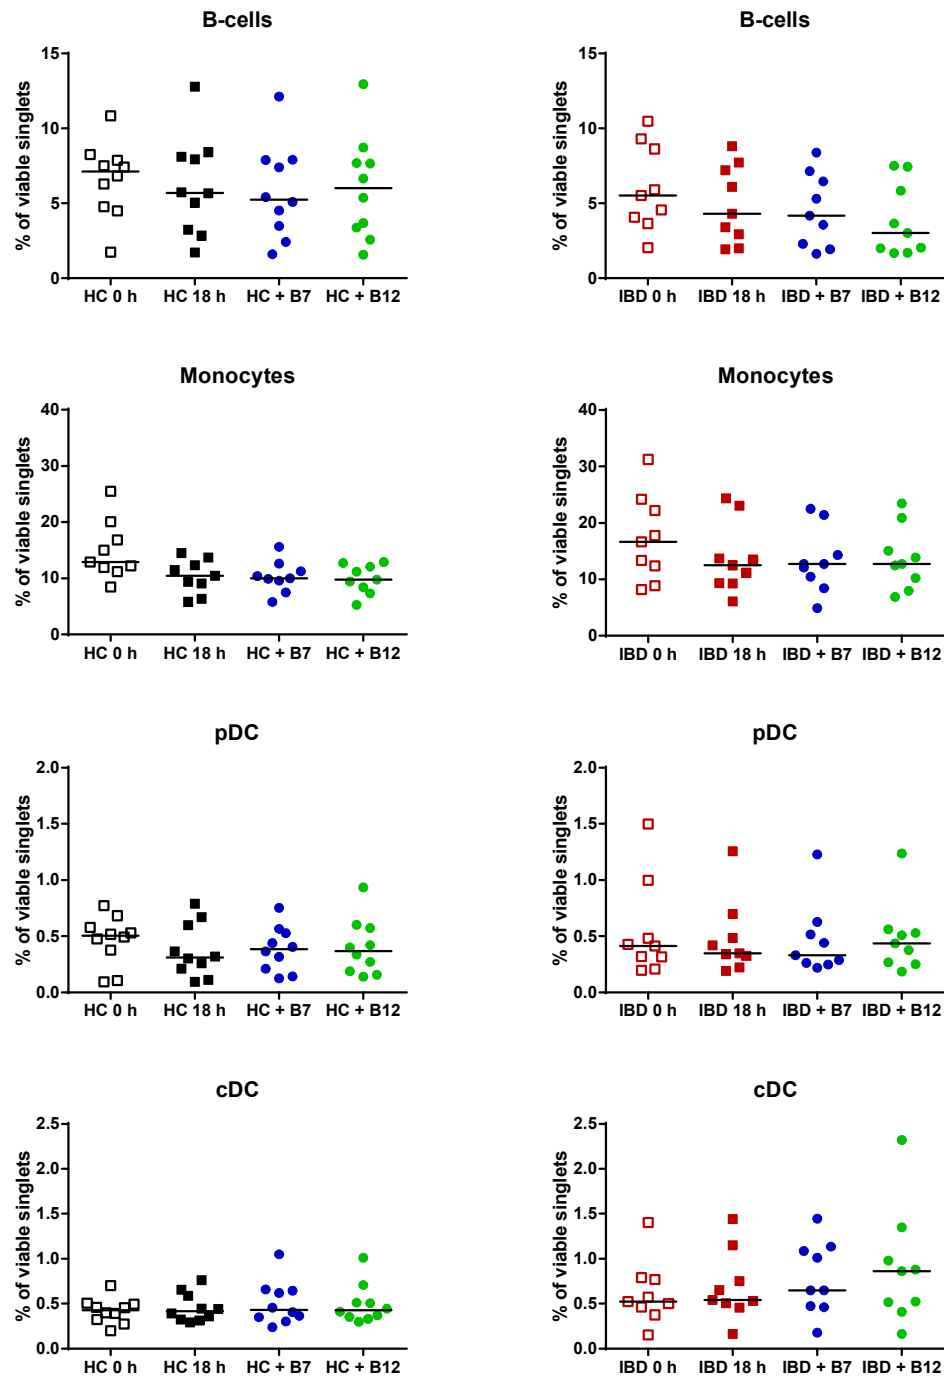 B-cells
% of viable singlets
15
10
5
0
HC 0 h HC 18 h HC + B7 HC + B12
B-cells
% of viable singlets
15
10
5
0
IBD 0 h IBD 18 h IBD + B7 IBD + B12
Monocytes
% of viable singlets
40
30
20
10
0
HC 0 h HC 18 h HC + B7 HC + B12
Monocytes
% of viable singlets
40
30
20
10
0
IBD 0 h IBD 18 h IBD + B7 IBD + B12
pDC
% of viable singlets
2.0
1.5
1.0
0.5
0.0
HC 0 h HC 18 h HC + B7 HC + B12
pDC
% of viable singlets
2.0
1.5
1.0
0.5
0.0
IBD 0 h IBD 18 h IBD + B7 IBD + B12
cDC
% of viable singlets
2.5
2.0
1.5
1.0
0.5
0.0
HC 0 h HC 18 h HC + B7 HC + B12
cDC
% of viable singlets
2.5
2.0
1.5
1.0
0.5
0.0
IBD 0 h IBD 18 h IBD + B7 IBD + B12